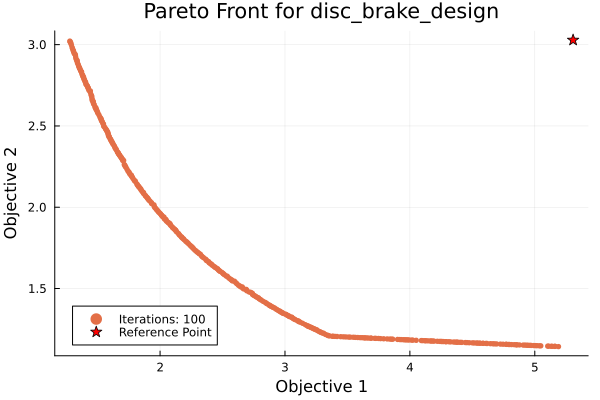 Pareto Front for disc_brake_design
3.0
2.5
2.0
1.5
Objective 2
Iterations: 100
Reference Point
2
3
4
5
Objective 1